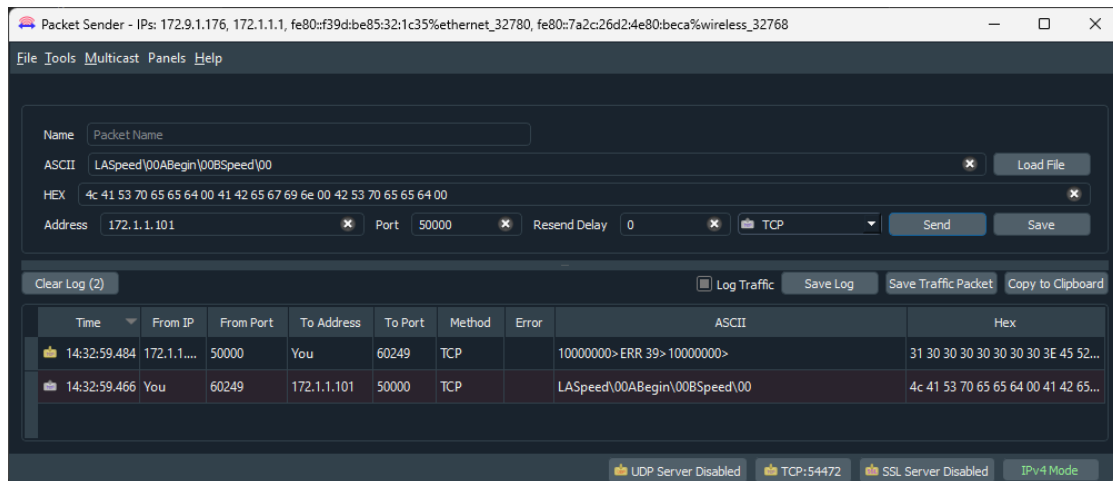 Packet Sender - IPs: 172.9.1.176, 172.1.1.1, fe80::f39d:be85:32:1c35%ethernet_32780, fe80::7a2c:26d2:4e80:beca%wireless_32768
File Tools Multicast Panels Help
Name Packet Name
ASCII LASpeed\00ABegin\00BSpeed\00 Load File
HEX 4c 41 53 70 65 65 64 00 41 42 65 67 69 6e 00 42 53 70 65 65 64 00
Address 172.1.1.101 Port 50000 Resend Delay 0 TCP Send Save
Clear Log (2) Log Traffic Save Log Save Traffic Packet Copy to Clipboard
Time From IP From Port To Address To Port Method Error ASCII Hex
14:32:59.484 172.1.1.... 50000 You 60249 TCP 10000000>ERR 39>10000000> 31 30 30 30 30 30 30 30 3E 45 52...
14:32:59.466 You 60249 172.1.1.101 50000 TCP LASpeed\00ABegin\00BSpeed\00 4c 41 53 70 65 65 64 00 41 42 65...
UDP Server Disabled TCP:54472 SSL Server Disabled IPv4 Mode